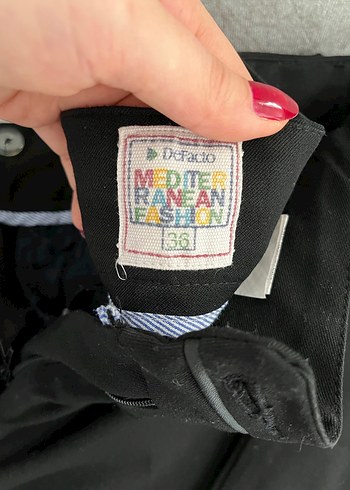 DeFacto
MEDITER
RANEAN
FASHION
36